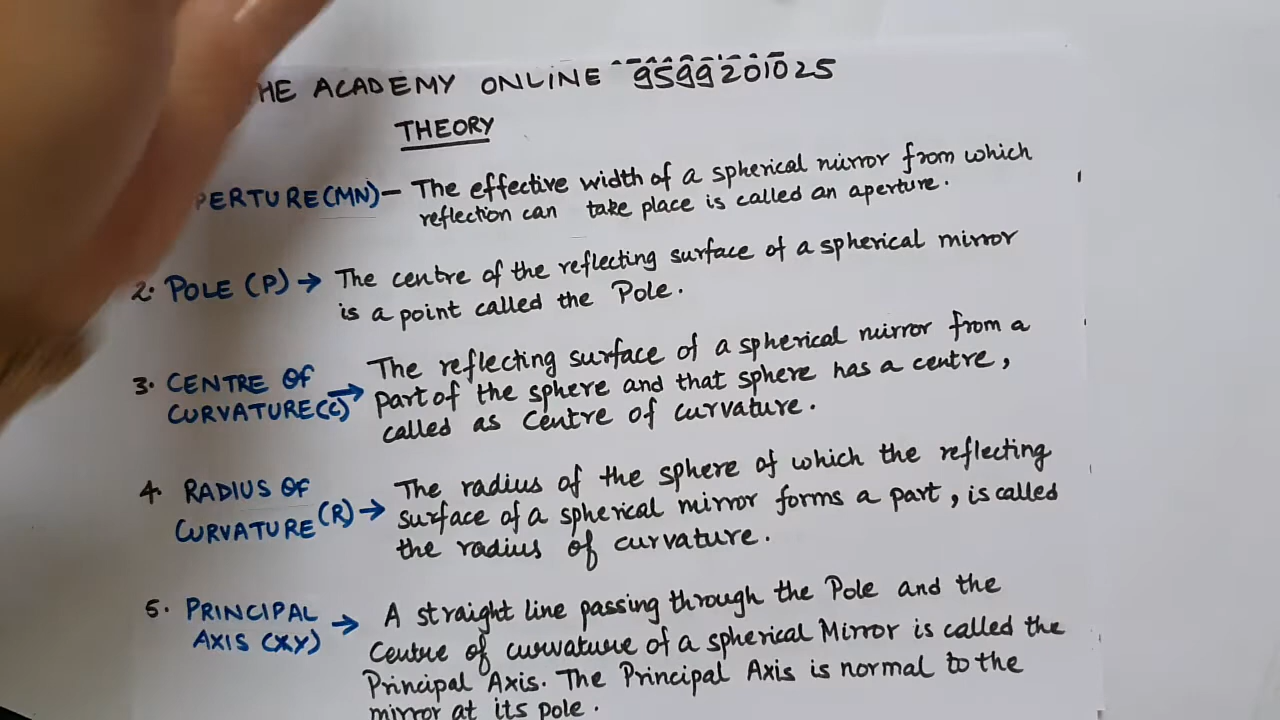 HE ACADEMY ONLINE 9599201025
THEORY
PERTURE(MN) – The effective width of a spherical mirror from which
reflection can take place is called an aperture.
2. POLE (P) → The centre of the reflecting surface of a spherical mirror
is a point called the Pole.
3. CENTRE OF CURVATURE(C) → The reflecting surface of a spherical mirror from a
part of the sphere and that sphere has a centre,
called as Centre of curvature.
4. RADIUS OF CURVATURE (R) → The radius of the sphere of which the reflecting
surface of a spherical mirror forms a part, is called
the radius of curvature.
5. PRINCIPAL AXIS (XY) → A straight line passing through the Pole and the
Centre of curvature of a spherical Mirror is called the
Principal Axis. The Principal Axis is normal to the
mirror at its pole.